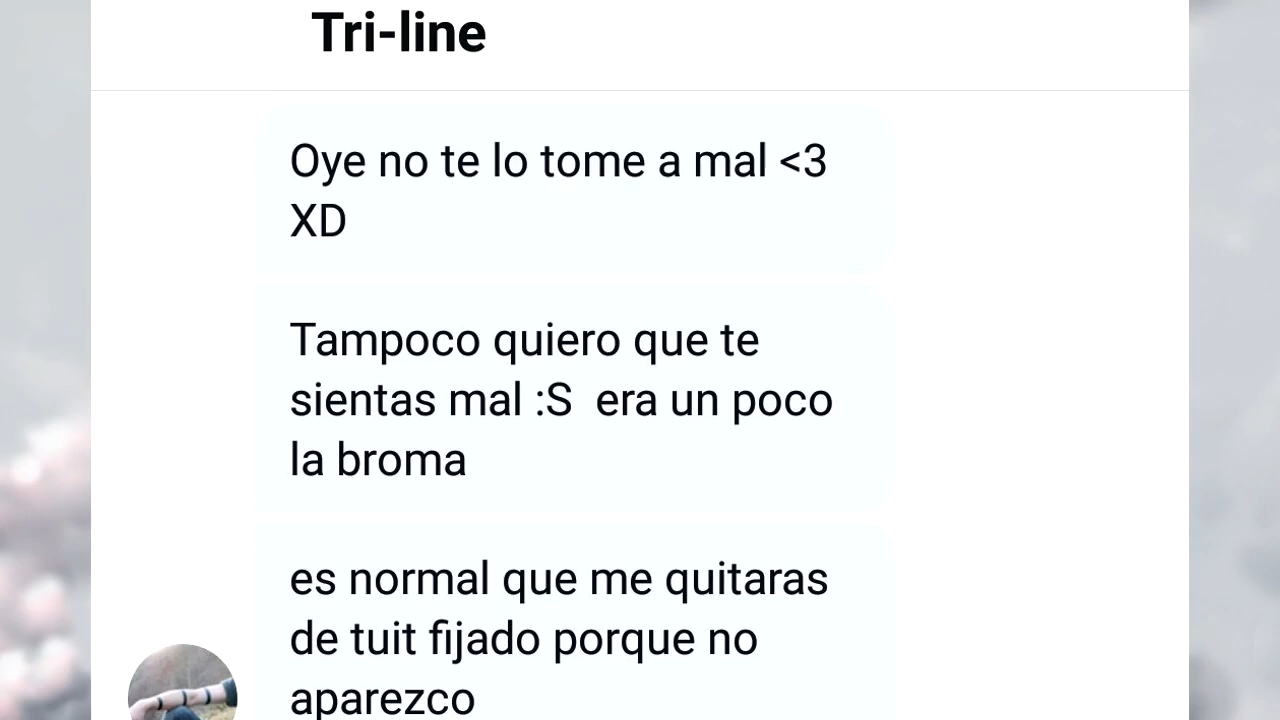 Tri-line
Oye no te lo tome a mal <3
XD
Tampoco quiero que te
sientas mal :S  era un poco
la broma
es normal que me quitaras
de tuit fijado porque no
aparezco